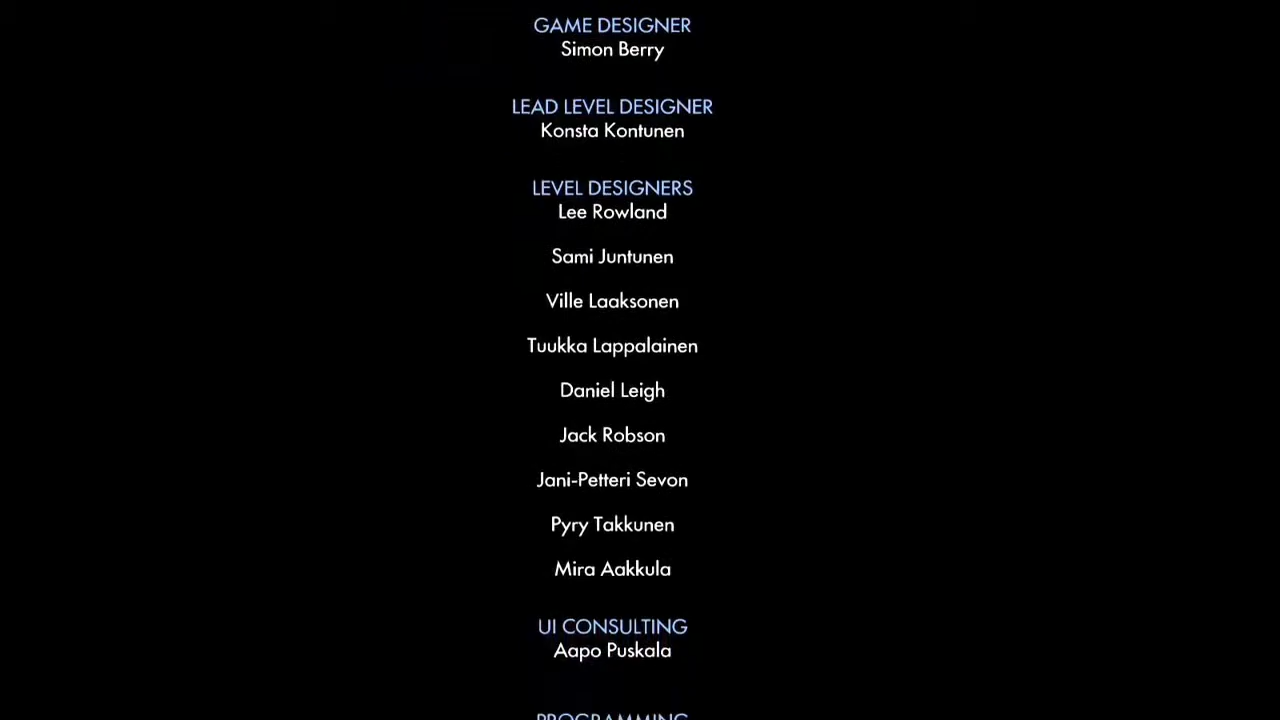 GAME DESIGNER
Simon Berry
LEAD LEVEL DESIGNER
Konsta Kontunen
LEVEL DESIGNERS
Lee Rowland
Sami Juntunen
Ville Laaksonen
Tuukka Lappalainen
Daniel Leigh
Jack Robson
Jani-Petteri Sevon
Pyry Takkunen
Mira Aakkula
UI CONSULTING
Aapo Puskala
PROGRAMMING